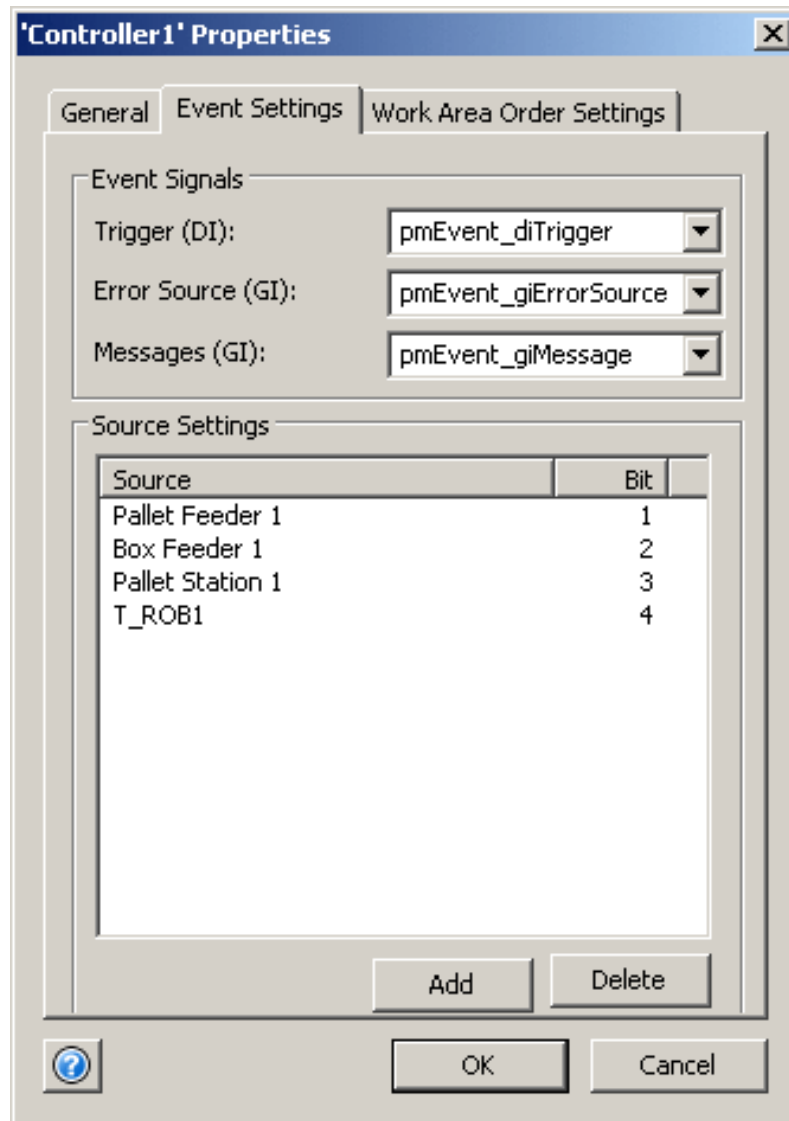 'Controller1' Properties
General Event Settings Work Area Order Settings
Event Signals
Trigger (DI): pmEvent_diTrigger
Error Source (GI): pmEvent_giErrorSource
Messages (GI): pmEvent_giMessage
Source Settings
Source Bit
Pallet Feeder 1 1
Box Feeder 1 2
Pallet Station 1 3
T_ROB1 4
Add Delete
OK Cancel